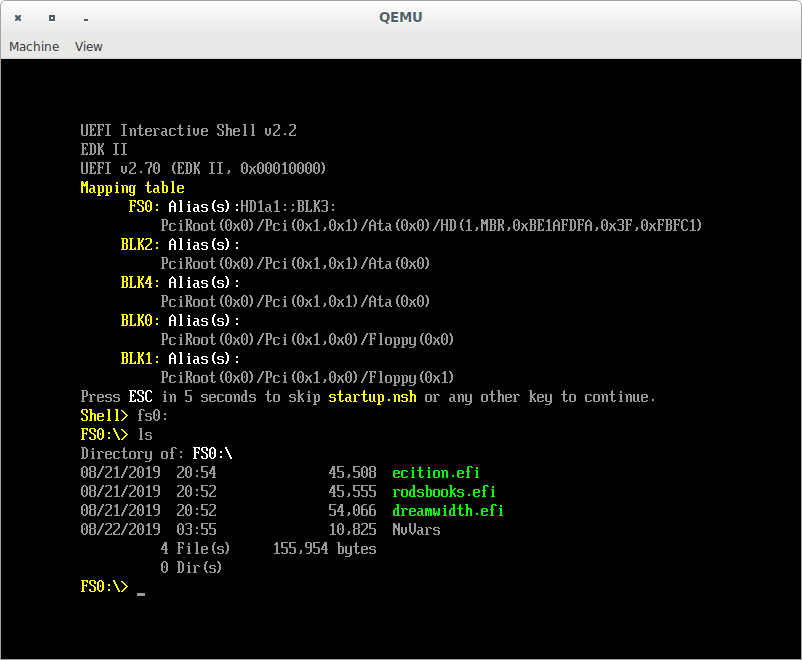 QEMU
Machine View
UEFI Interactive Shell v2.2
EDK II
UEFI v2.70 (EDK II, 0x00010000)
Mapping table
FS0: Alias(s):HD1a1:;BLK3:
PciRoot(0x0)/Pci(0x1,0x1)/Ata(0x0)/HD(1,MBR,0xBE1AFDFA,0x3F,0xFBFC1)
BLK2: Alias(s):
PciRoot(0x0)/Pci(0x1,0x1)/Ata(0x0)
BLK4: Alias(s):
PciRoot(0x0)/Pci(0x1,0x1)/Ata(0x0)
BLK0: Alias(s):
PciRoot(0x0)/Pci(0x1,0x0)/Floppy(0x0)
BLK1: Alias(s):
PciRoot(0x0)/Pci(0x1,0x0)/Floppy(0x1)
Press ESC in 5 seconds to skip startup.nsh or any other key to continue.
Shell> fs0:
FS0:\> ls
Directory of: FS0:\
08/21/2019 20:54 45,508 ecition.efi
08/21/2019 20:52 45,555 rodsbooks.efi
08/21/2019 20:52 54,066 dreamwidth.efi
08/22/2019 03:55 10,825 NvVars
4 File(s) 155,954 bytes
0 Dir(s)
FS0:\> _